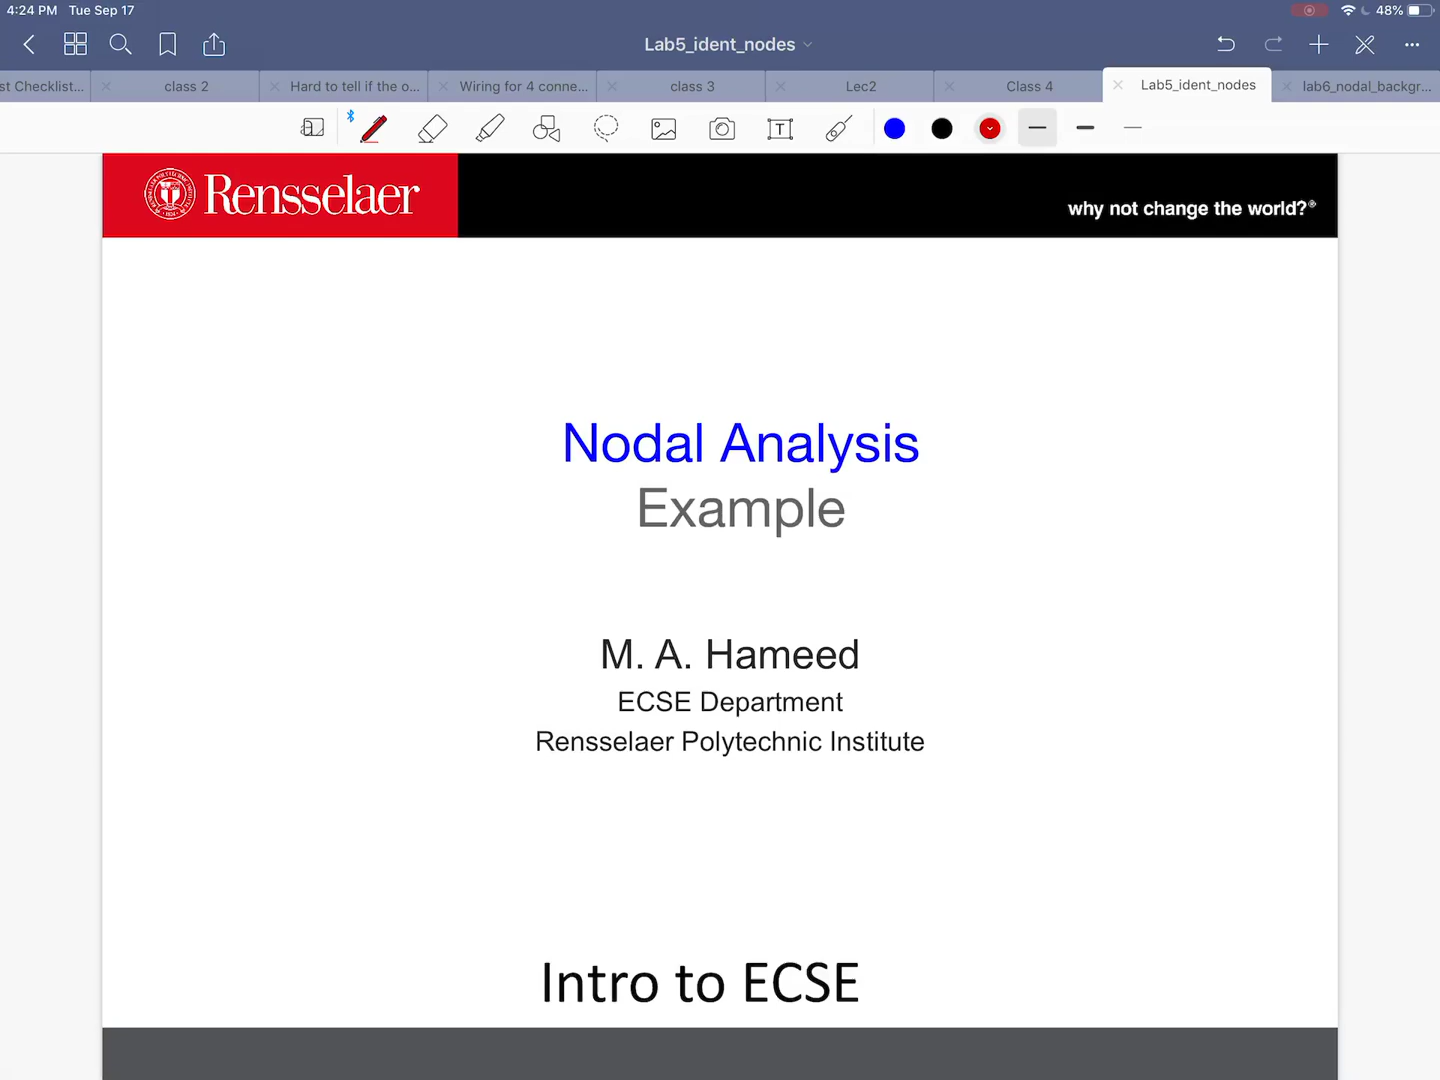 4:24 PM Tue Sep 17
48%
Lab5_ident_nodes
st Checklist...
class 2
Hard to tell if the o...
Wiring for 4 conne...
class 3
Lec2
Class 4
Lab5_ident_nodes
lab6_nodal_backgr...
Rensselaer
why not change the world?®
Nodal Analysis
Example
M. A. Hameed
ECSE Department
Rensselaer Polytechnic Institute
Intro to ECSE